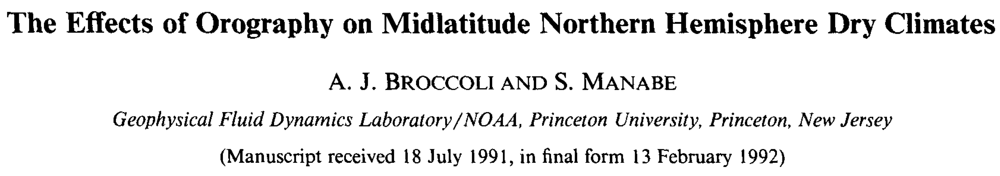 The Effects of Orography on Midlatitude Northern Hemisphere Dry Climates
A. J. BROCCOLI AND S. MANABE
Geophysical Fluid Dynamics Laboratory/NOAA, Princeton University, Princeton, New Jersey
(Manuscript received 18 July 1991, in final form 13 February 1992)